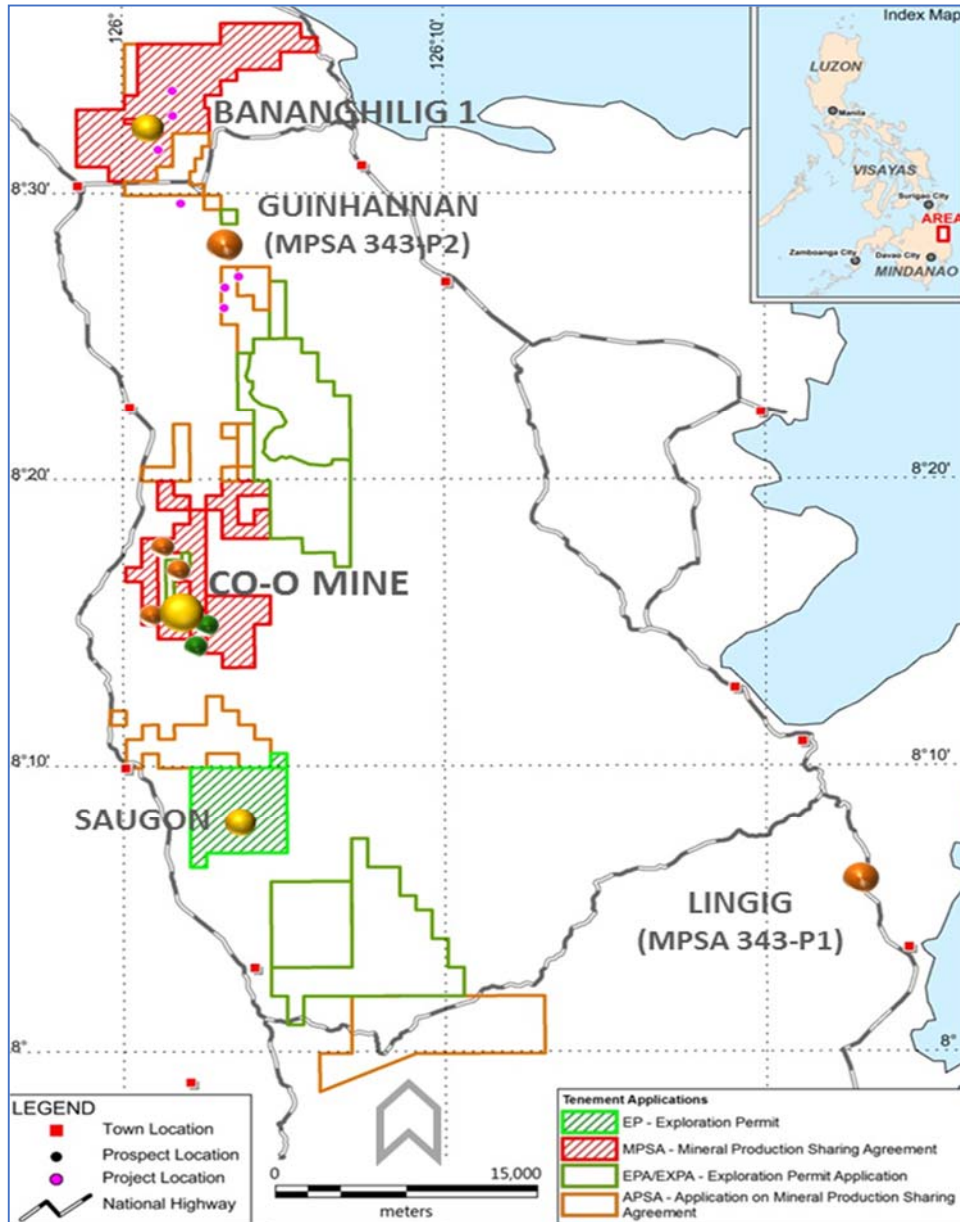 126°
126°10'
Index Map
LUZON
Manila
VISAYAS
Surigao City
AREA
Zamboanga City
Davao City
MINDANAO
BANANGHILIG 1
8°30'
GUINHALINAN
(MPSA 343-P2)
8°20'
8°20'
CO-O MINE
8°10'
8°10'
SAUGON
LINGIG
(MPSA 343-P1)
8°
8°
LEGEND
Town Location
Prospect Location
Project Location
National Highway
0 15,000
meters
Tenement Applications
EP - Exploration Permit
MPSA - Mineral Production Sharing Agreement
EPA/EXPA - Exploration Permit Application
APSA - Application on Mineral Production Sharing
Agreement